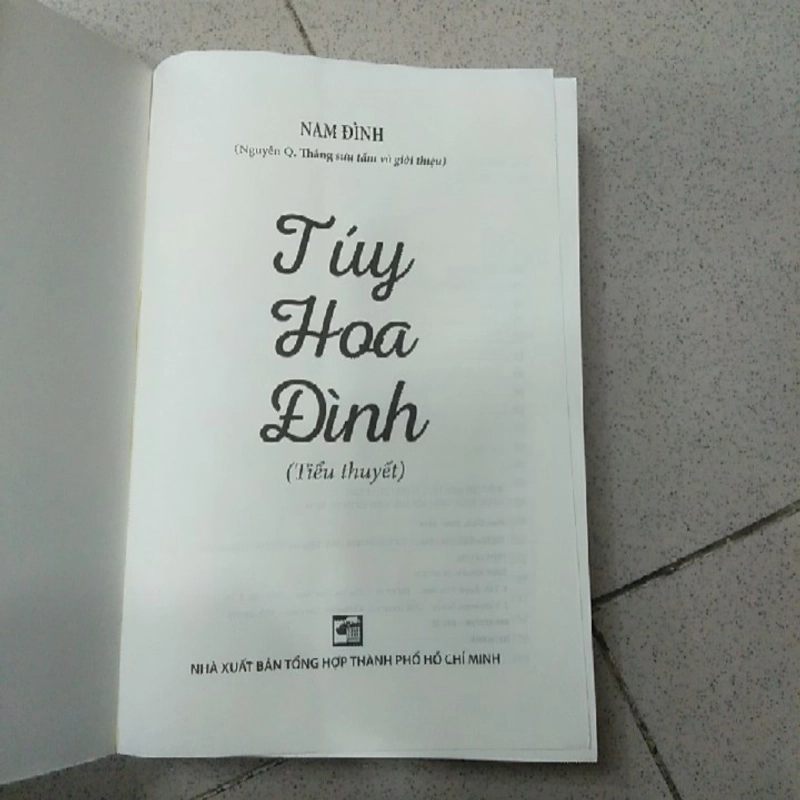 NAM ĐÌNH
(Nguyễn Q. Thắng sưu tầm và giới thiệu)
Túy
Hoa
Đình
(Tiểu thuyết)
NHÀ XUẤT BẢN TỔNG HỢP THÀNH PHỐ HỒ CHÍ MINH